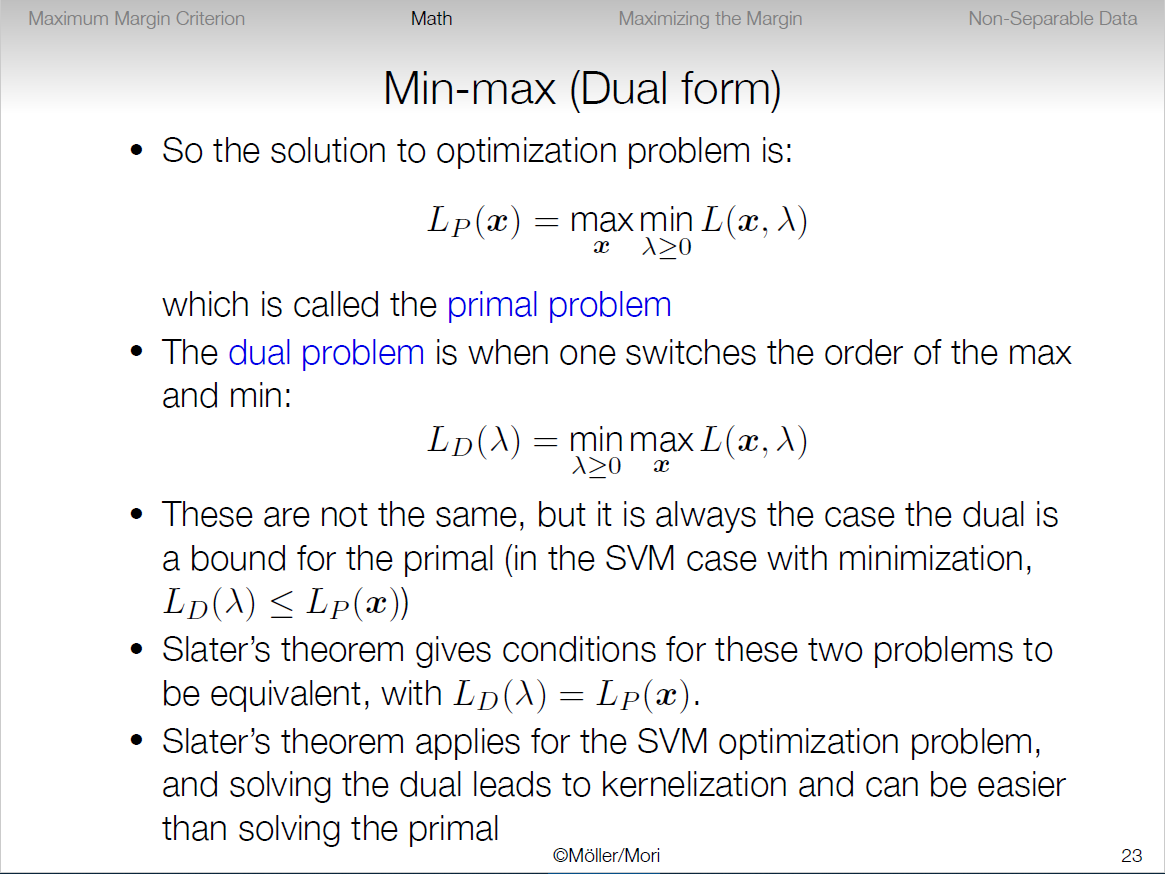 Maximum Margin Criterion Math Maximizing the Margin Non-Separable Data
Min-max (Dual form)
• So the solution to optimization problem is:
L_P(x) = max_x min_{λ≥0} L(x, λ)
which is called the primal problem
• The dual problem is when one switches the order of the max
and min:
L_D(λ) = min_{λ≥0} max_x L(x, λ)
• These are not the same, but it is always the case the dual is
a bound for the primal (in the SVM case with minimization,
L_D(λ) ≤ L_P(x))
• Slater’s theorem gives conditions for these two problems to
be equivalent, with L_D(λ) = L_P(x).
• Slater’s theorem applies for the SVM optimization problem,
and solving the dual leads to kernelization and can be easier
than solving the primal
©Möller/Mori 23